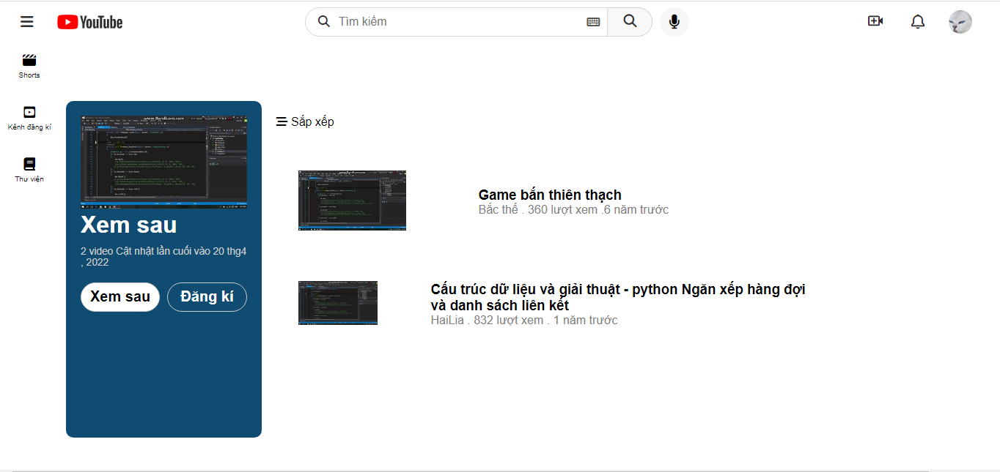 YouTube
Tìm kiếm
Shorts
Kênh đăng kí
Thư viện
www.Bandicam.com
Xem sau
2 video Cật nhật lần cuối vào 20 thg4
, 2022
Xem sau
Đăng kí
Sắp xếp
Game bắn thiên thạch
Bắc thế . 360 lượt xem .6 năm trước
Cấu trúc dữ liệu và giải thuật - python Ngăn xếp hàng đợi
và danh sách liên kết
HaiLia . 832 lượt xem . 1 năm trước